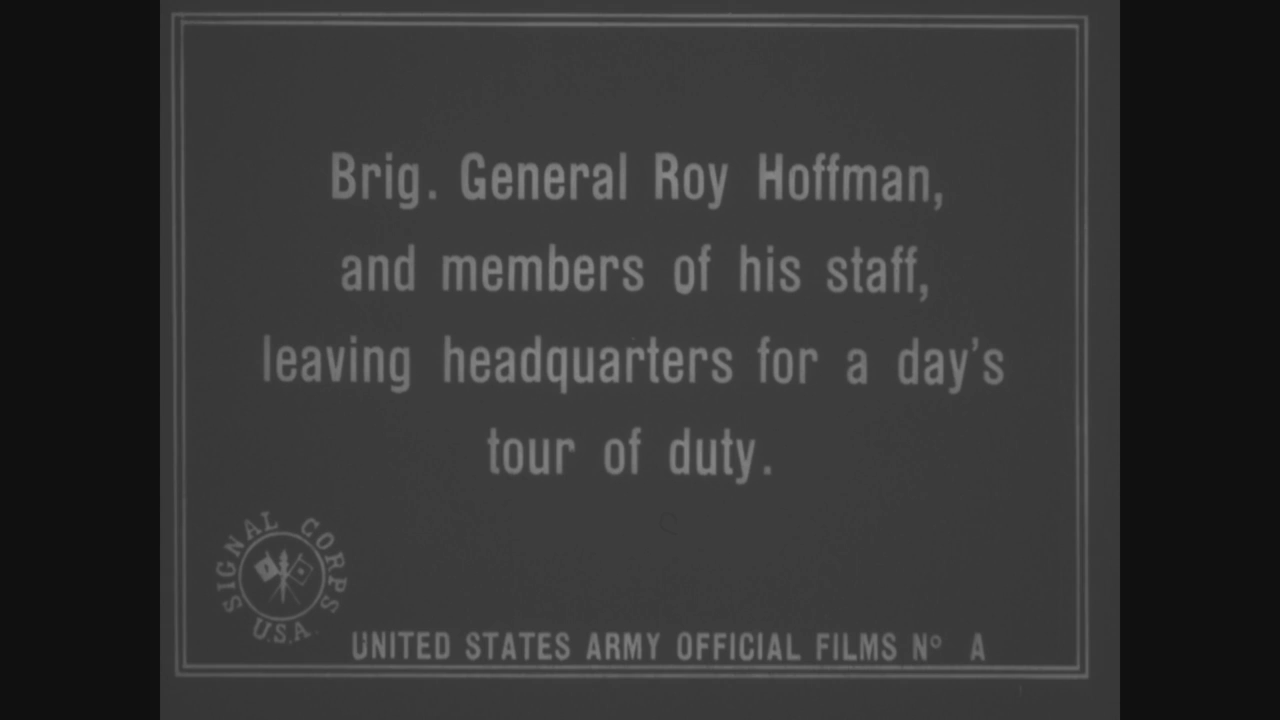 Brig. General Roy Hoffman,
and members of his staff,
leaving headquarters for a day's
tour of duty.
SIGNAL CORPS
U.S.A.
UNITED STATES ARMY OFFICIAL FILMS Nº A